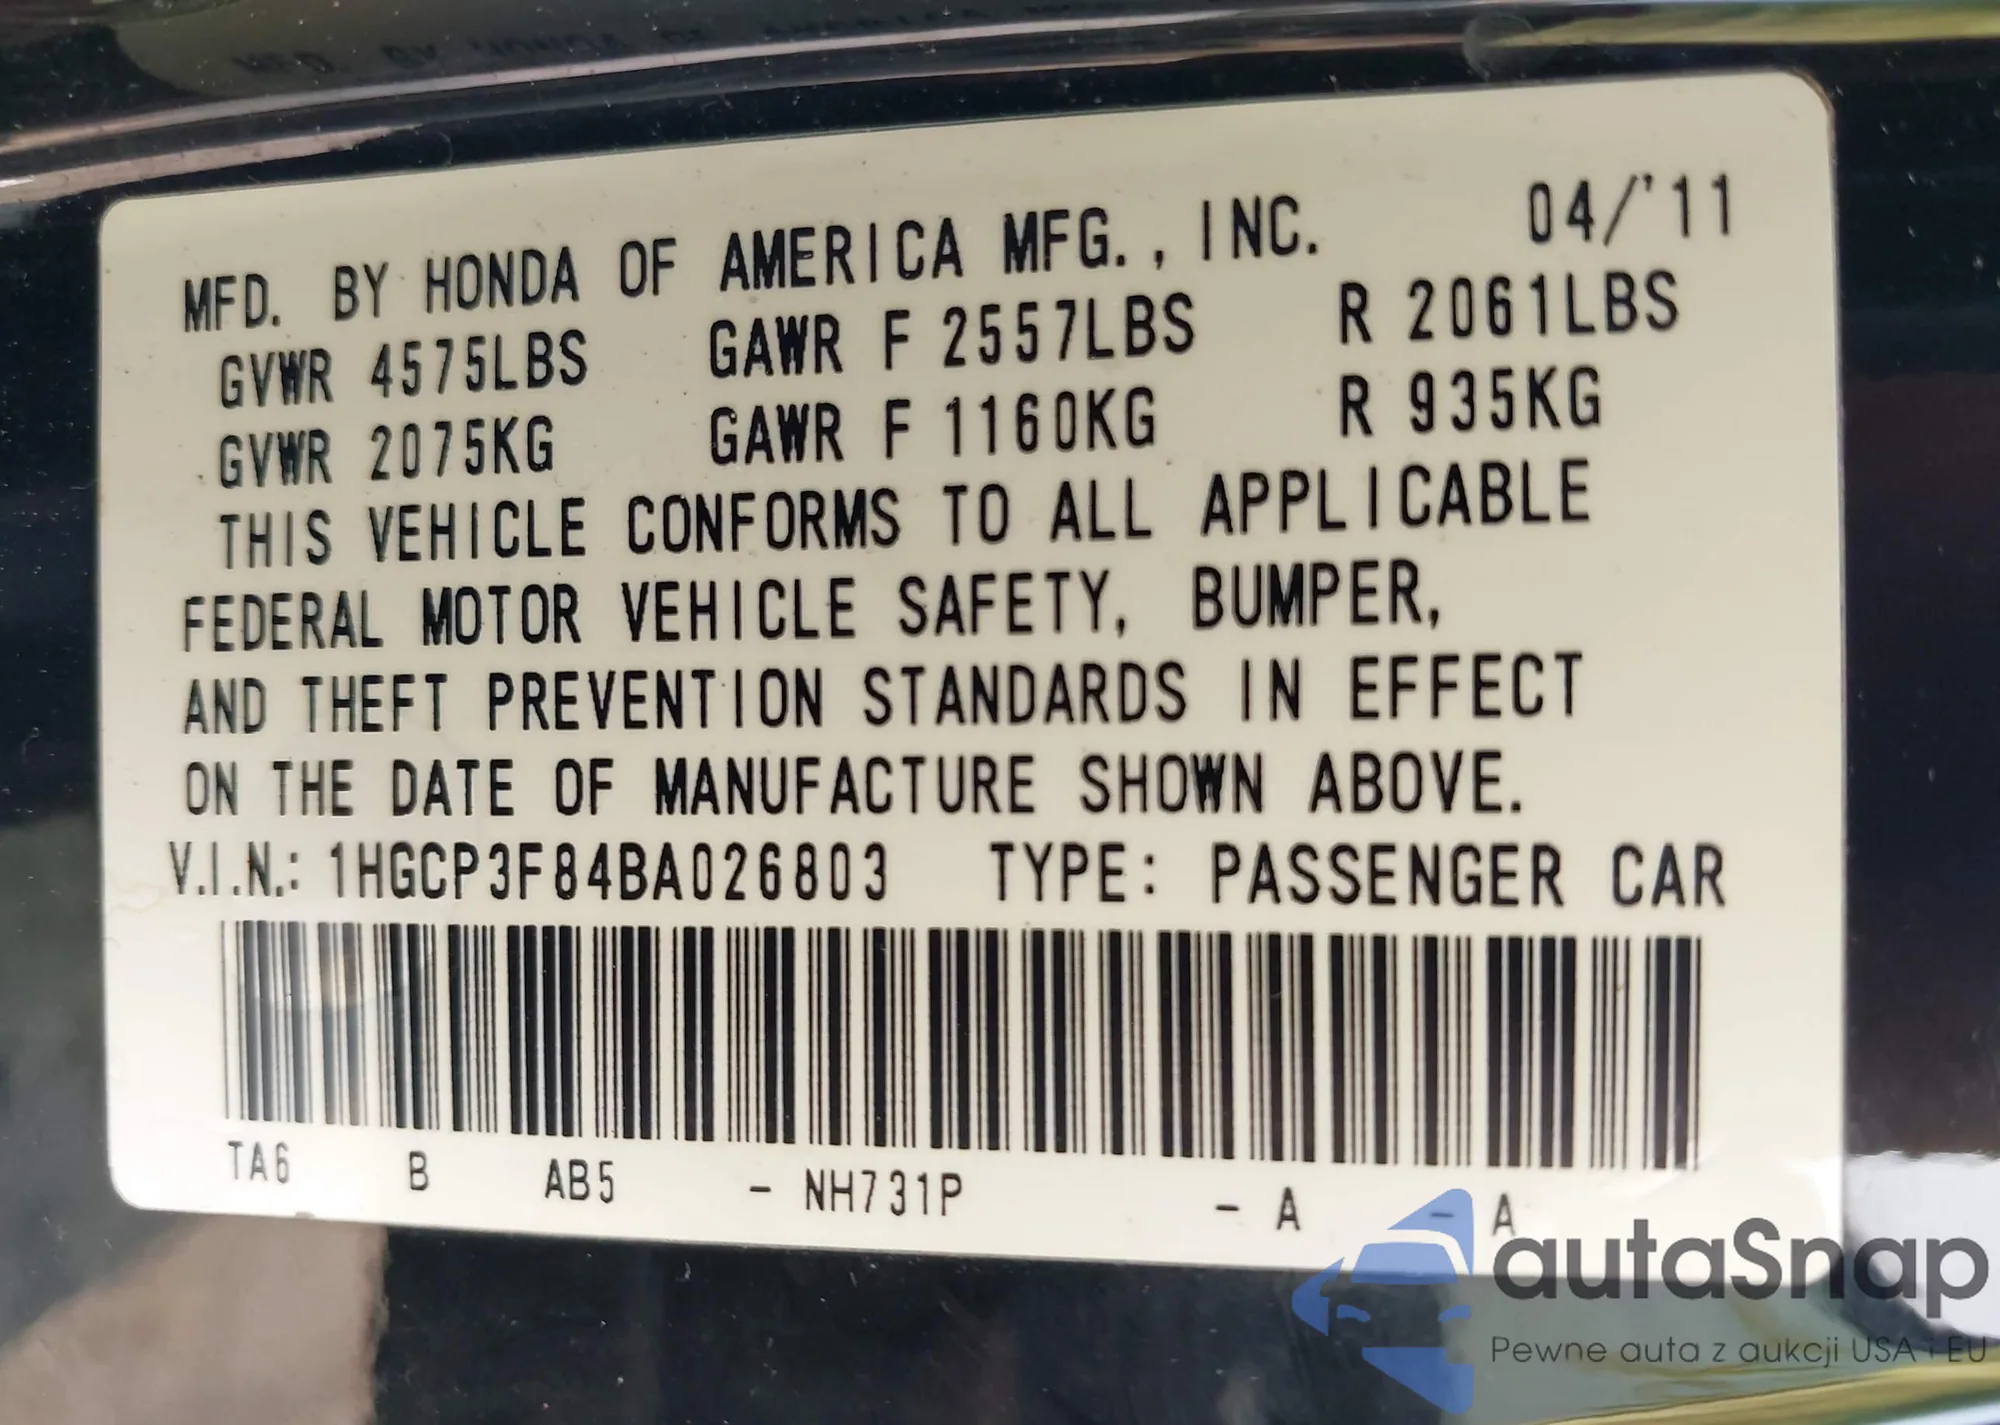 MFD. BY HONDA OF AMERICA MFG., INC. 04/'11
GVWR 4575LBS GAWR F 2557LBS R 2061LBS
GVWR 2075KG GAWR F 1160KG R 935KG
THIS VEHICLE CONFORMS TO ALL APPLICABLE
FEDERAL MOTOR VEHICLE SAFETY, BUMPER,
AND THEFT PREVENTION STANDARDS IN EFFECT
ON THE DATE OF MANUFACTURE SHOWN ABOVE.
V.I.N.: 1HGCP3F84BA026803 TYPE: PASSENGER CAR
TA6 B AB5 - NH731P - A - A
autaSnap
Pewne auta z aukcji USA i EU